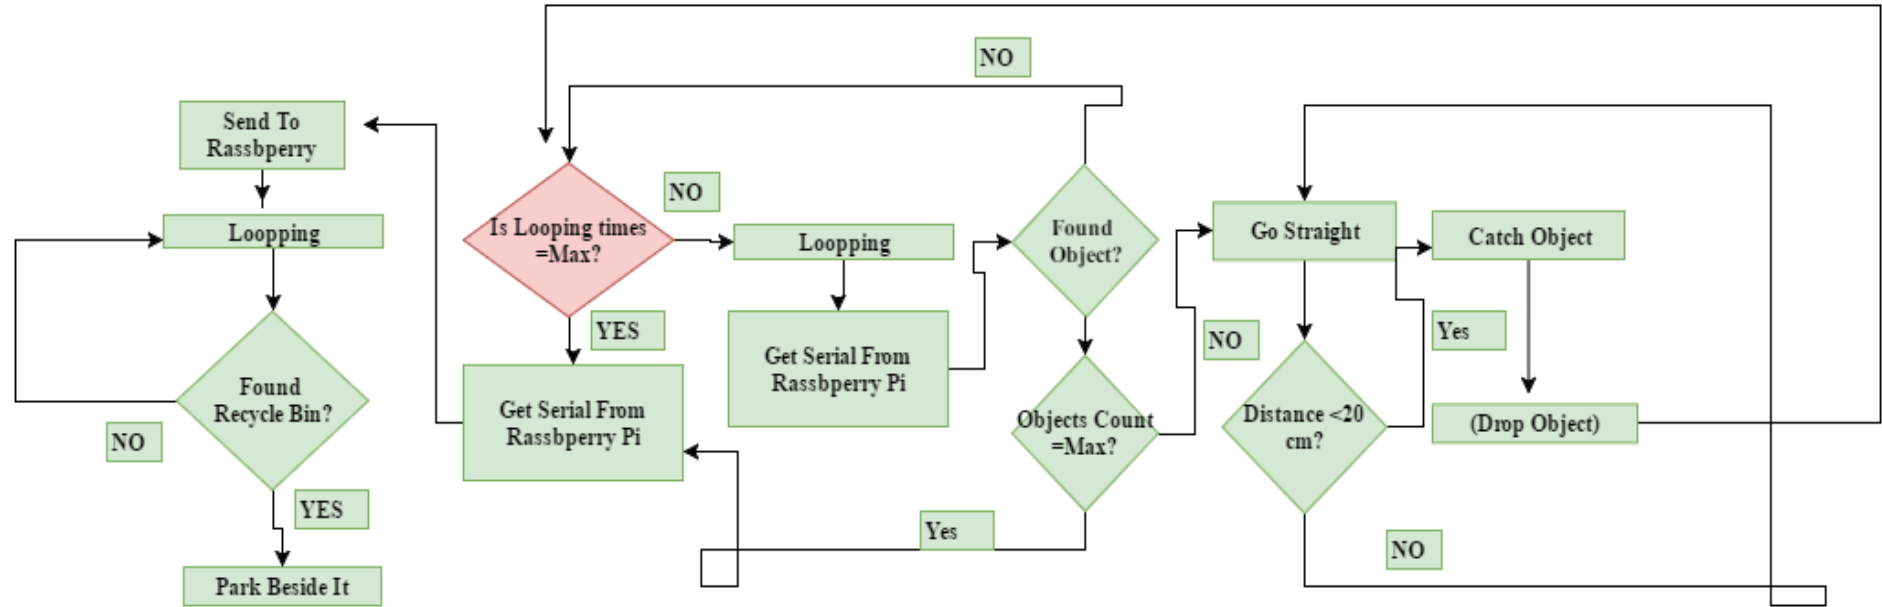 NO
Send To
Rassbperry
NO
Is Looping times
=Max?
Loopping
Loopping
Found
Object?
Go Straight
Catch Object
YES
NO
Yes
Get Serial From
Rassbperry Pi
Get Serial From
Rassbperry Pi
Found
Recycle Bin?
Objects Count
=Max?
Distance <20
cm?
(Drop Object)
NO
YES
Yes
NO
Park Beside It